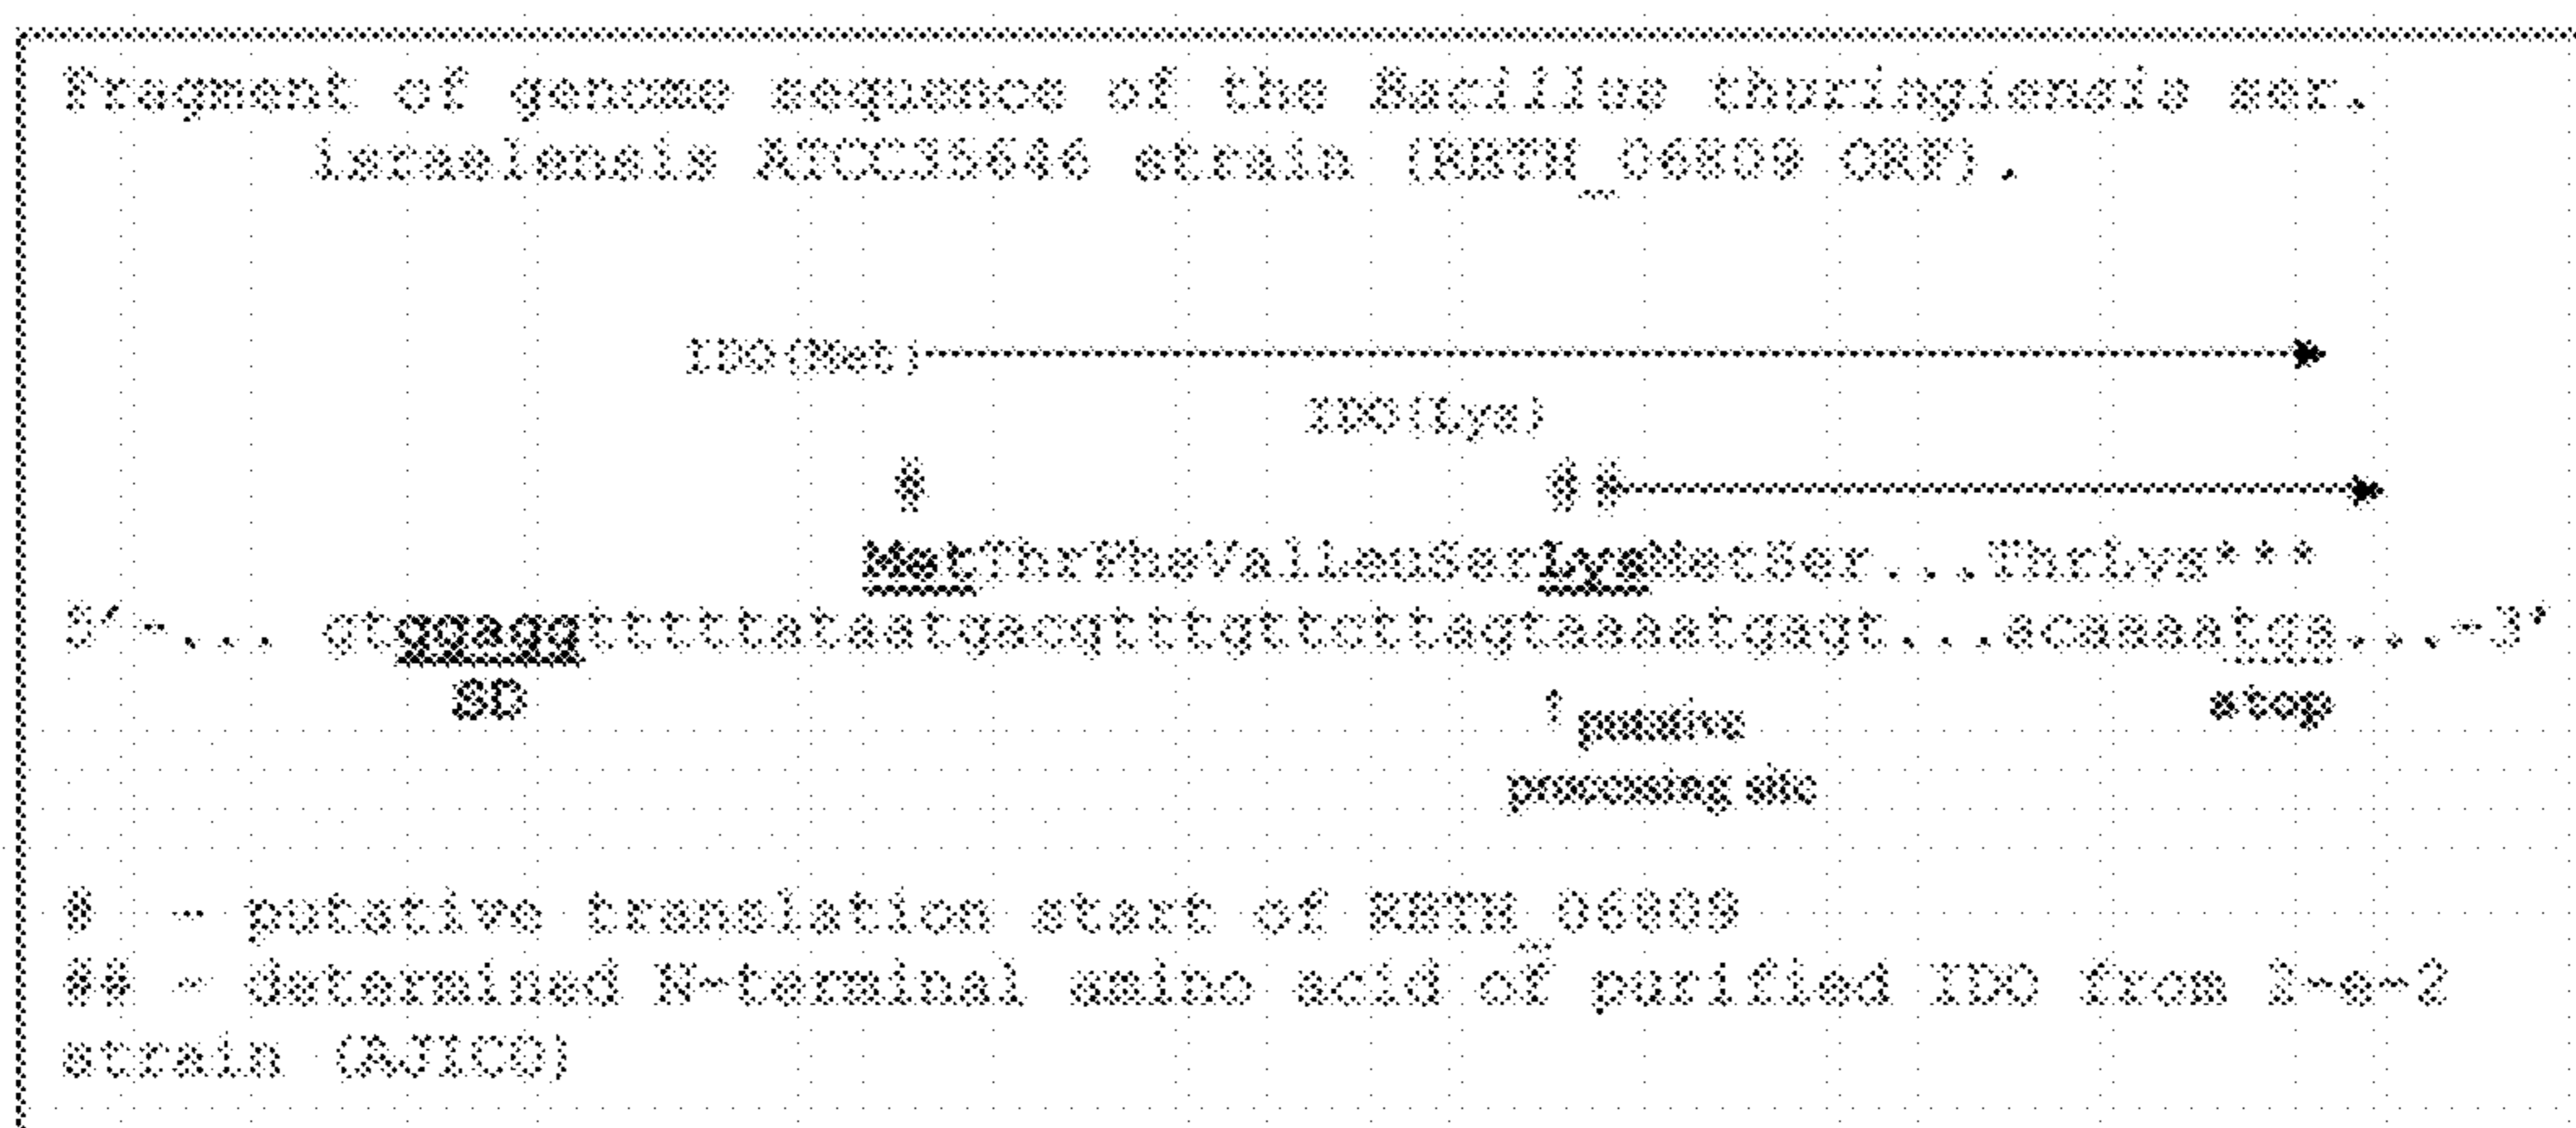 Fragment of genome sequence of the Bacillus thuringiensis ser.
israelensis ATCC35646 strain (RBTH_06809 ORF).
IDO(Met)
IDO(Lys)
# ##
MetThrPheValLeuSerLysMetSer...ThrLys***
5'-... gtggaggtttttataatgacgtttgttcttagtaaaatgagt...acaaaatga...-3'
SD ↑ putative stop
processing site
# - putative translation start of RBTH_06809
## - determined N-terminal amino acid of purified IDO from 2-e-2
strain (AJICO)